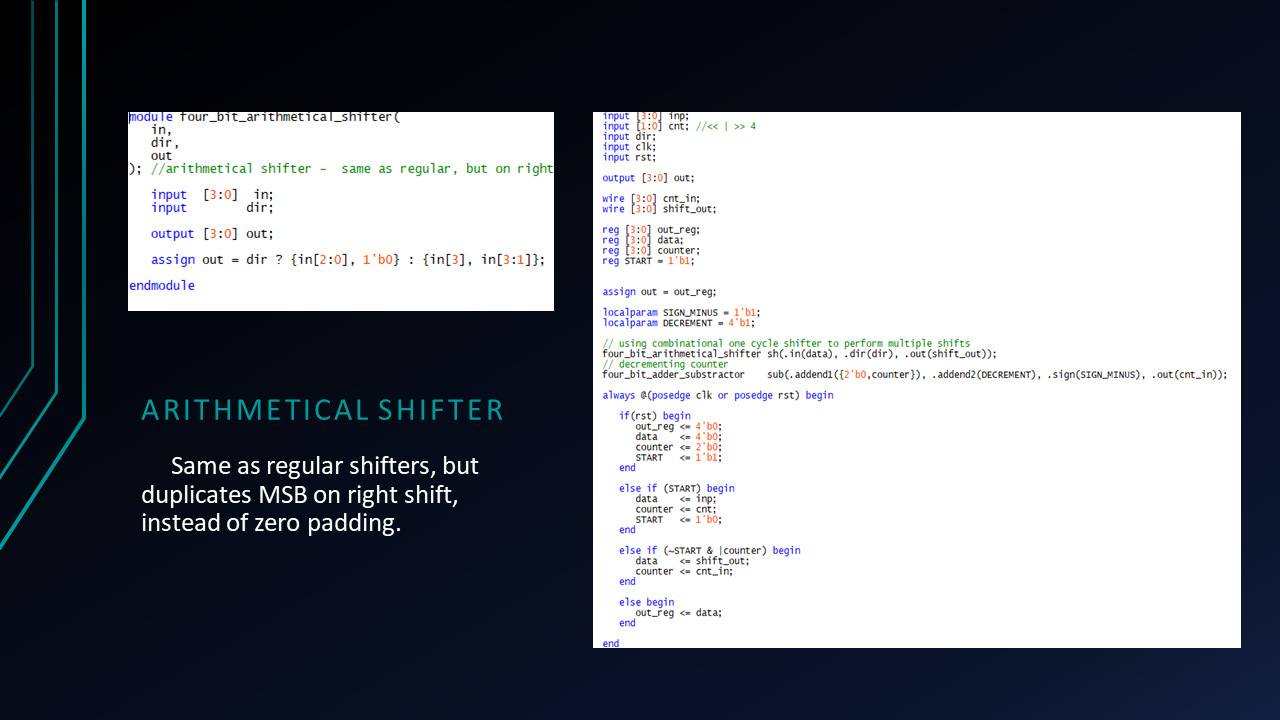 module four_bit_arithmetical_shifter(
in,
dir,
out
); //arithmetical shifter - same as regular, but on right
input [3:0] in;
input dir;
output [3:0] out;
assign out = dir ? {in[2:0], 1'b0} : {in[3], in[3:1]};
endmodule
ARITHMETICAL SHIFTER
Same as regular shifters, but
duplicates MSB on right shift,
instead of zero padding.
input [3:0] inp;
input [1:0] cnt; //<< | >> 4
input dir;
input clk;
input rst;
output [3:0] out;
wire [3:0] cnt_in;
wire [3:0] shift_out;
reg [3:0] out_reg;
reg [3:0] data;
reg [3:0] counter;
reg START = 1'b1;
assign out = out_reg;
localparam SIGN_MINUS = 1'b1;
localparam DECREMENT = 4'b1;
// using combinational one cycle shifter to perform multiple shifts
four_bit_arithmetical_shifter sh(.in(data), .dir(dir), .out(shift_out));
// decrementing counter
four_bit_adder_substractor sub(.addend1({2'b0,counter}), .addend2(DECREMENT), .sign(SIGN_MINUS), .out(cnt_in));
always @(posedge clk or posedge rst) begin
if(rst) begin
out_reg <= 4'b0;
data <= 4'b0;
counter <= 2'b0;
START <= 1'b1;
end
else if (START) begin
data <= inp;
counter <= cnt;
START <= 1'b0;
end
else if (~START & |counter) begin
data <= shift_out;
counter <= cnt_in;
end
else begin
out_reg <= data;
end
end